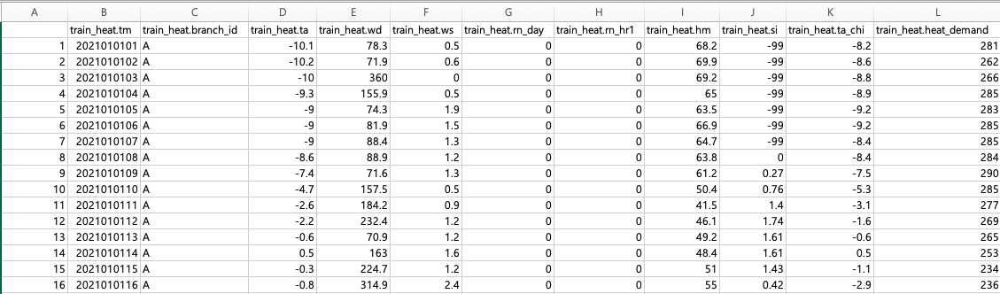 A B C D E F G H I J K L
train_heat.tm train_heat.branch_id train_heat.ta train_heat.wd train_heat.ws train_heat.rn_day train_heat.rn_hr1 train_heat.hm train_heat.si train_heat.ta_chi train_heat.heat_demand
1 2021010101 A -10.1 78.3 0.5 0 0 68.2 -99 -8.2 281
2 2021010102 A -10.2 71.9 0.6 0 0 69.9 -99 -8.6 262
3 2021010103 A -10 360 0 0 0 69.2 -99 -8.8 266
4 2021010104 A -9.3 155.9 0.5 0 0 65 -99 -8.9 285
5 2021010105 A -9 74.3 1.9 0 0 63.5 -99 -9.2 283
6 2021010106 A -9 81.9 1.5 0 0 66.9 -99 -9.2 285
7 2021010107 A -9 88.4 1.3 0 0 64.7 -99 -8.4 285
8 2021010108 A -8.6 88.9 1.2 0 0 63.8 0 -8.4 284
9 2021010109 A -7.4 71.6 1.3 0 0 61.2 0.27 -7.5 290
10 2021010110 A -4.7 157.5 0.5 0 0 50.4 0.76 -5.3 285
11 2021010111 A -2.6 184.2 0.9 0 0 41.5 1.4 -3.1 277
12 2021010112 A -2.2 232.4 1.2 0 0 46.1 1.74 -1.6 269
13 2021010113 A -0.6 70.9 1.2 0 0 49.2 1.61 -0.6 265
14 2021010114 A 0.5 163 1.6 0 0 48.4 1.61 0.5 253
15 2021010115 A -0.3 224.7 1.2 0 0 51 1.43 -1.1 234
16 2021010116 A -0.8 314.9 2.4 0 0 55 0.42 -2.9 236